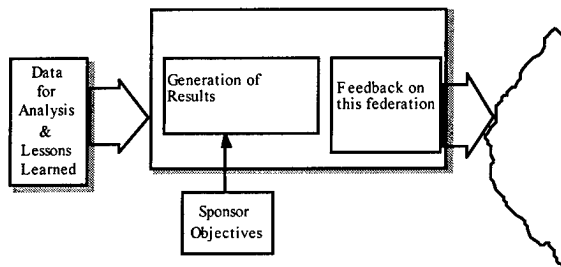 Data
for
Analysis
&
Lessons
Learned
Generation of
Results
Feedback on
this federation
Sponsor
Objectives